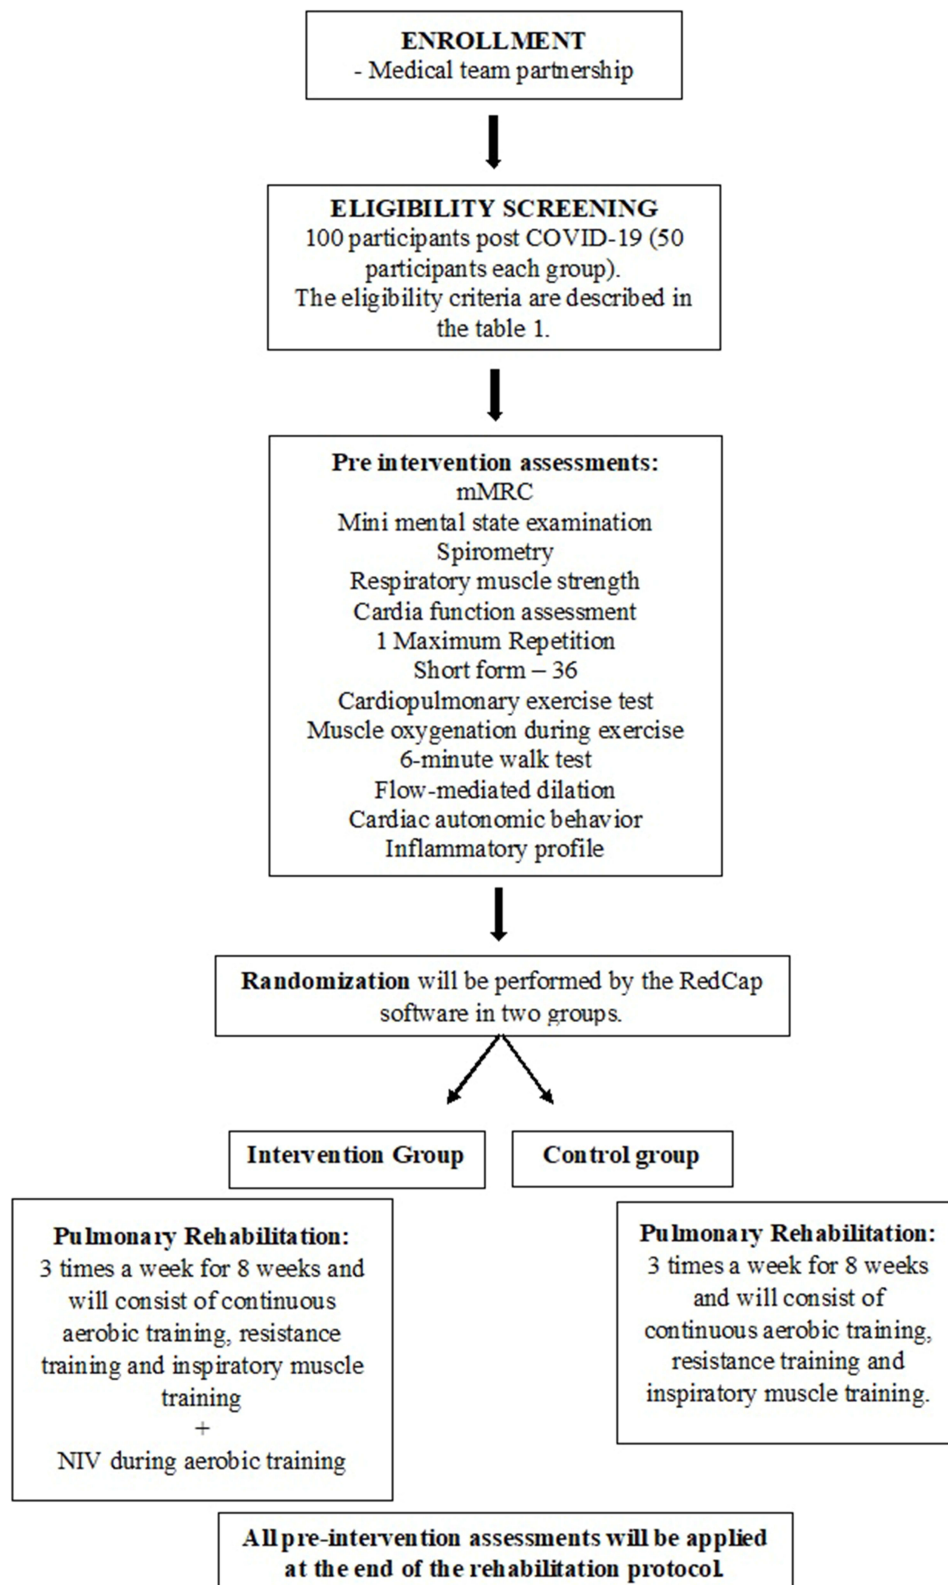 ENROLLMENT
- Medical team partnership
ELIGIBILITY SCREENING
100 participants post COVID-19 (50
participants each group).
The eligibility criteria are described in
the table 1.
Pre intervention assessments:
mMRC
Mini mental state examination
Spirometry
Respiratory muscle strength
Cardia function assessment
1 Maximum Repetition
Short form – 36
Cardiopulmonary exercise test
Muscle oxygenation during exercise
6-minute walk test
Flow-mediated dilation
Cardiac autonomic behavior
Inflammatory profile
Randomization will be performed by the RedCap
software in two groups.
Intervention Group
Control group
Pulmonary Rehabilitation:
3 times a week for 8 weeks and
will consist of continuous
aerobic training, resistance
training and inspiratory muscle
training
+
NIV during aerobic training
Pulmonary Rehabilitation:
3 times a week for 8 weeks
and will consist of
continuous aerobic training,
resistance training and
inspiratory muscle training.
All pre-intervention assessments will be applied
at the end of the rehabilitation protocol.